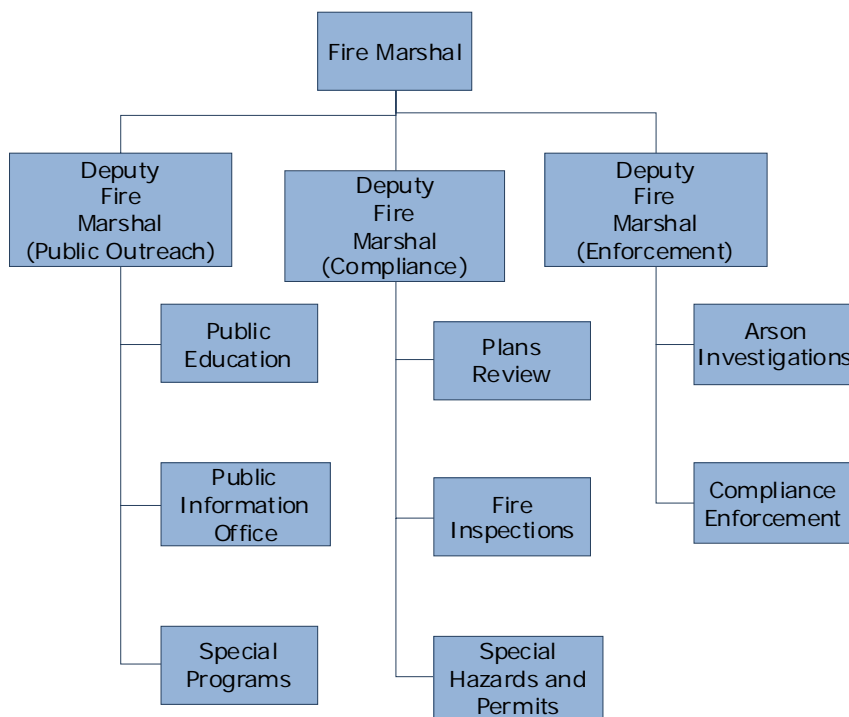 Fire Marshal
Deputy
Fire
Marshal
(Public Outreach)
Deputy
Fire
Marshal
(Compliance)
Deputy
Fire
Marshal
(Enforcement)
Public
Education
Public
Information
Office
Special
Programs
Plans
Review
Fire
Inspections
Special
Hazards and
Permits
Arson
Investigations
Compliance
Enforcement